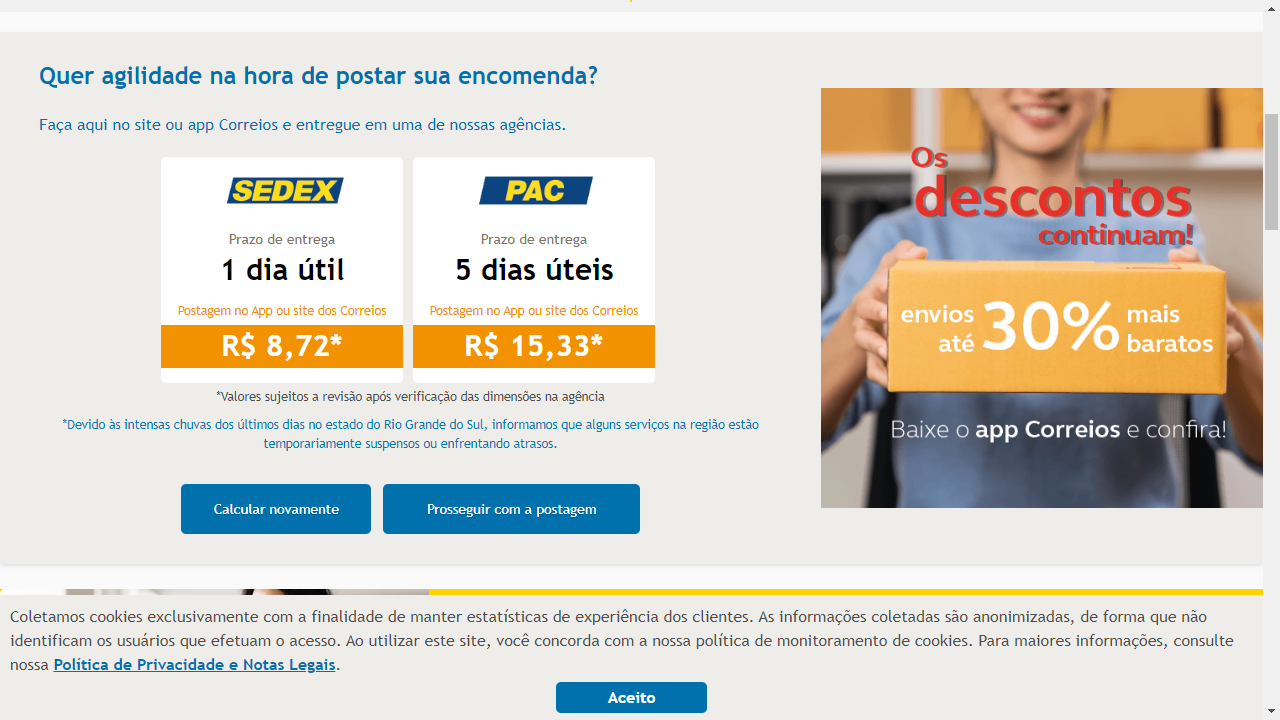 Quer agilidade na hora de postar sua encomenda?
Faça aqui no site ou app Correios e entregue em uma de nossas agências.
SEDEX
Prazo de entrega
1 dia útil
Postagem no App ou site dos Correios
R$ 8,72*
PAC
Prazo de entrega
5 dias úteis
Postagem no App ou site dos Correios
R$ 15,33*
*Valores sujeitos a revisão após verificação das dimensões na agência
*Devido às intensas chuvas dos últimos dias no estado do Rio Grande do Sul, informamos que alguns serviços na região estão
temporariamente suspensos ou enfrentando atrasos.
Calcular novamente
Prosseguir com a postagem
Os
descontos
continuam!
envios
até
30%
mais
baratos
Baixe o app Correios e confira!
Coletamos cookies exclusivamente com a finalidade de manter estatísticas de experiência dos clientes. As informações coletadas são anonimizadas, de forma que não
identificam os usuários que efetuam o acesso. Ao utilizar este site, você concorda com a nossa política de monitoramento de cookies. Para maiores informações, consulte
nossa Política de Privacidade e Notas Legais.
Aceito